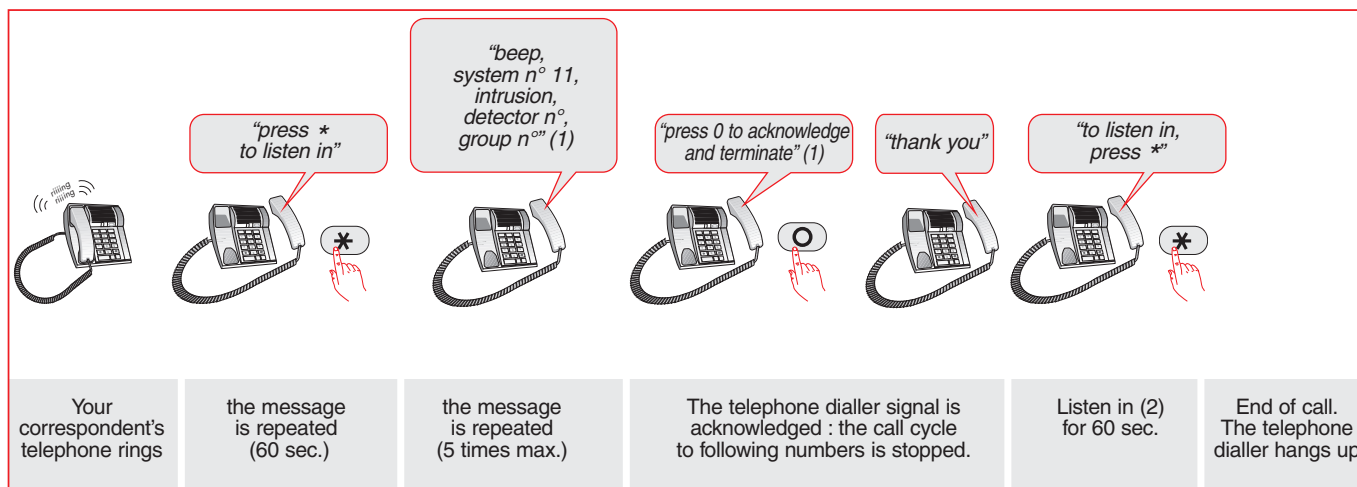 "beep,
system n° 11,
intrusion,
detector n°,
group n°" (1)
"press *
to listen in"
"press 0 to acknowledge
and terminate" (1)
"thank you"
"to listen in,
press *"
riiiing
riiiing
*
O
*
Your
correspondent's
telephone rings
the message
is repeated
(60 sec.)
the message
is repeated
(5 times max.)
The telephone dialler signal is
acknowledged : the call cycle
to following numbers is stopped.
Listen in (2)
for 60 sec.
End of call.
The telephone
dialler hangs up